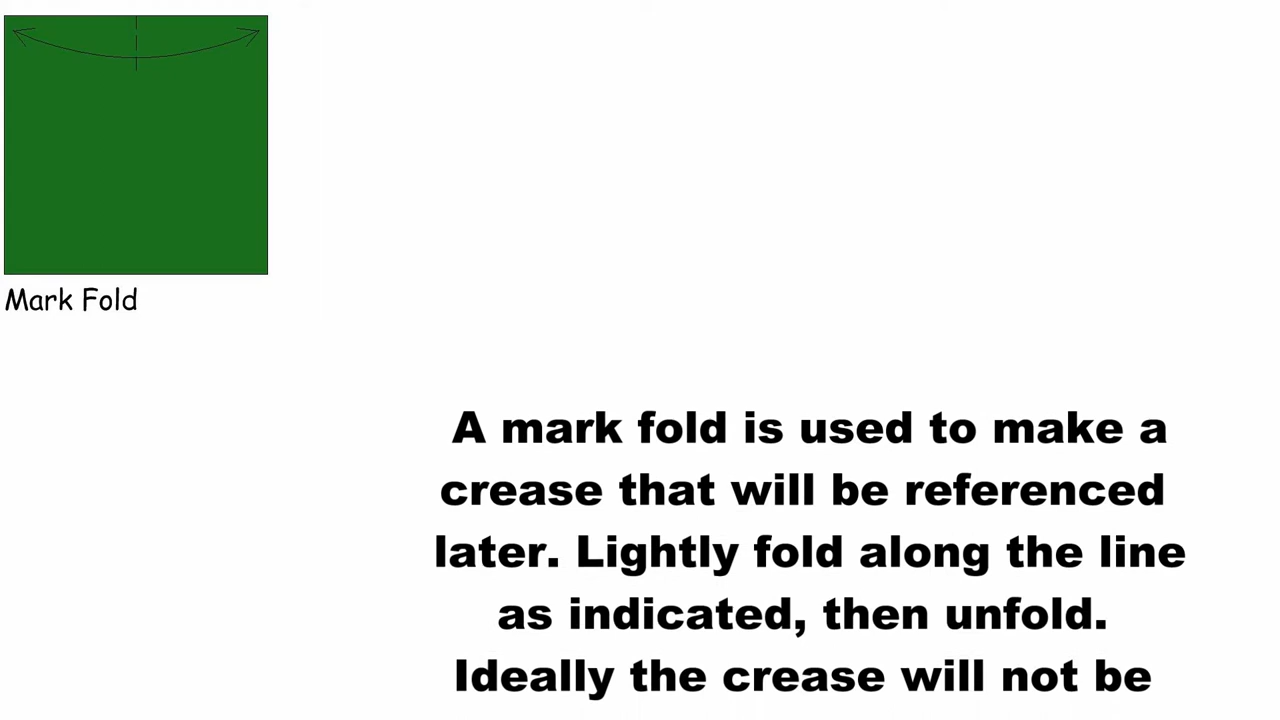 Mark Fold
A mark fold is used to make a
crease that will be referenced
later. Lightly fold along the line
as indicated, then unfold.
Ideally the crease will not be